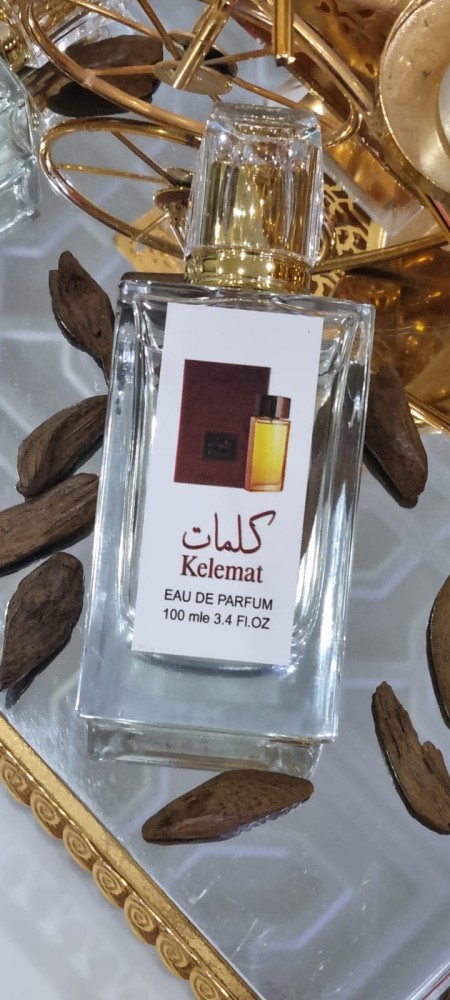 كلمات
Kelemat
EAU DE PARFUM
100 mle 3.4 Fl.OZ